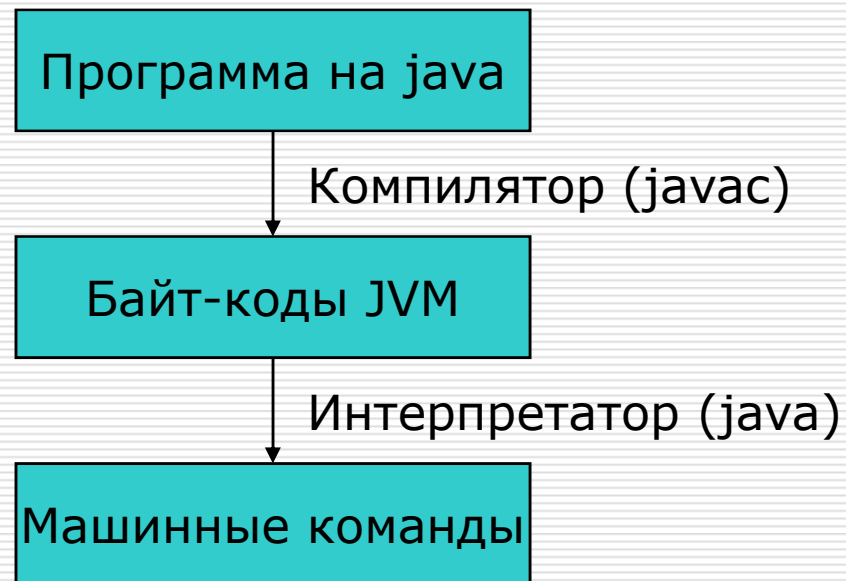 Программа на java
Компилятор (javac)
Байт-коды JVM
Интерпретатор (java)
Машинные команды